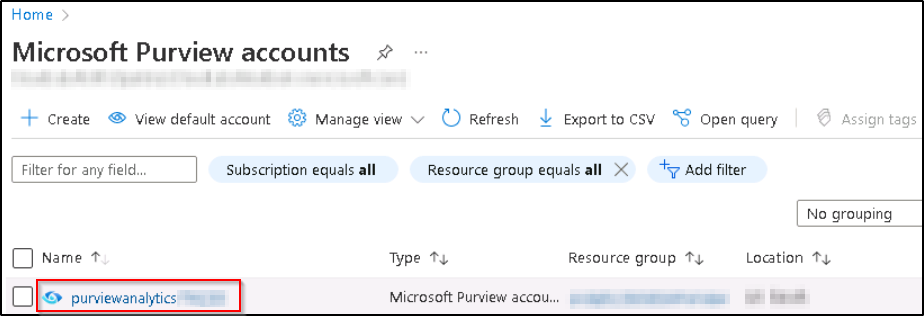 Home >
Microsoft Purview accounts
Create View default account Manage view Refresh Export to CSV Open query Assign tags
Filter for any field... Subscription equals all Resource group equals all Add filter
No grouping
Name Type Resource group Location
purviewanalytics Microsoft Purview accou...